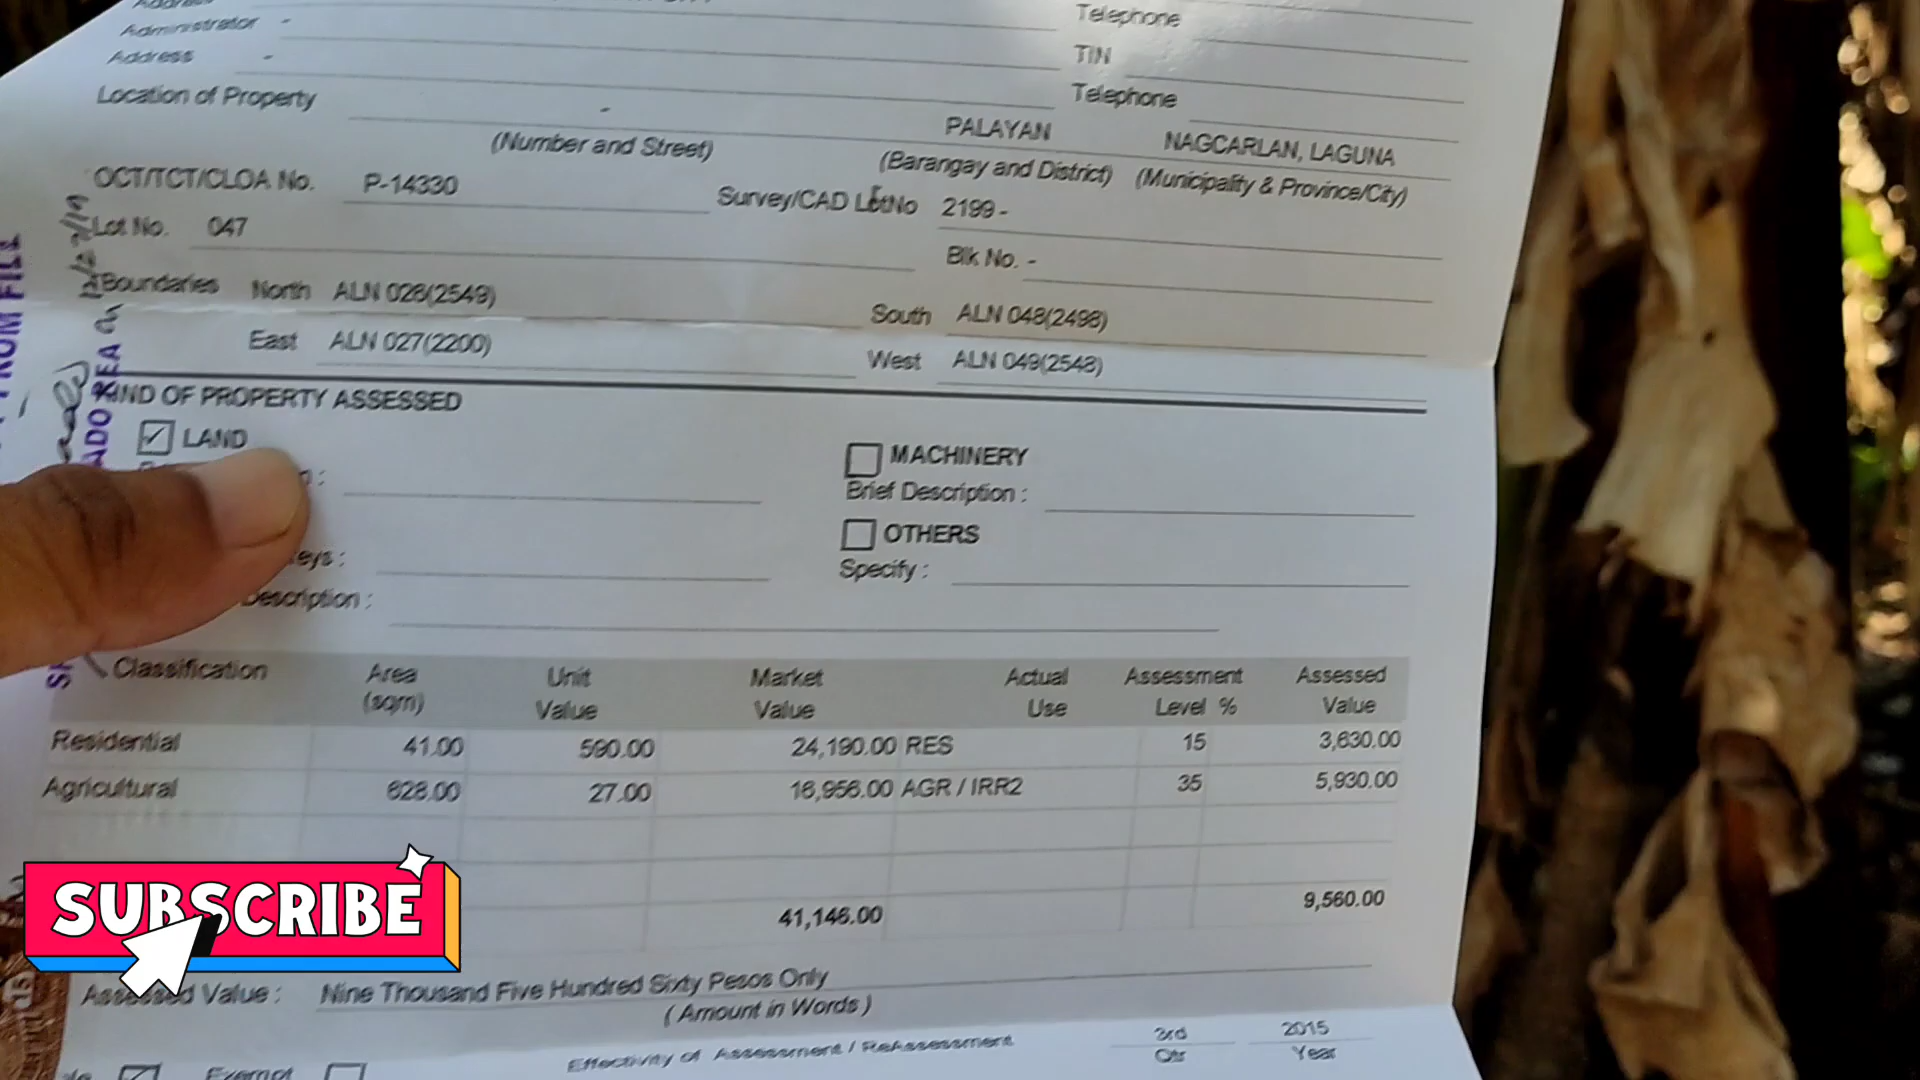 Address
Administrator -
Telephone
Address -
TIN
Telephone
Location of Property - PALAYAN NAGCARLAN, LAGUNA
(Number and Street) (Barangay and District) (Municipality & Province/City)
OCT/TCT/CLOA No. P-14330 Survey/CAD LotNo 2199 -
Lot No. 047 Blk No. -
Boundaries North ALN 026(2549) South ALN 048(2498)
East ALN 027(2200) West ALN 049(2548)
KIND OF PROPERTY ASSESSED
LAND MACHINERY
Brief Description :
OTHERS
Specify :
Description :
Classification Area (sqm) Unit Value Market Value Actual Use Assessment Level % Assessed Value
Residential 41.00 590.00 24,190.00 RES 15 3,630.00
Agricultural 628.00 27.00 16,956.00 AGR / IRR2 35 5,930.00
41,146.00 9,560.00
SUBSCRIBE
Assessed Value : Nine Thousand Five Hundred Sixty Pesos Only
( Amount in Words )
Effectivity of Assessment / ReAssessment 3rd 2015
Qtr Year
Exempt
FROM FILE